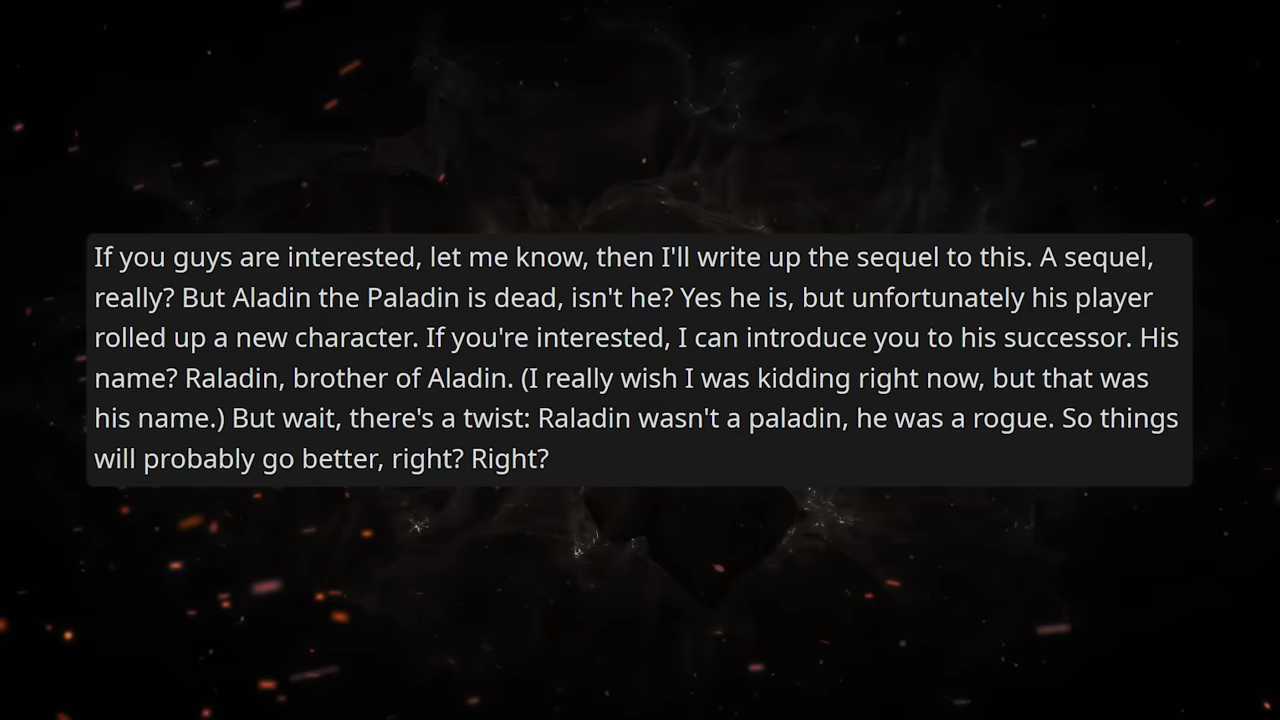 If you guys are interested, let me know, then I'll write up the sequel to this. A sequel,
really? But Aladin the Paladin is dead, isn't he? Yes he is, but unfortunately his player
rolled up a new character. If you're interested, I can introduce you to his successor. His
name? Raladin, brother of Aladin. (I really wish I was kidding right now, but that was
his name.) But wait, there's a twist: Raladin wasn't a paladin, he was a rogue. So things
will probably go better, right? Right?